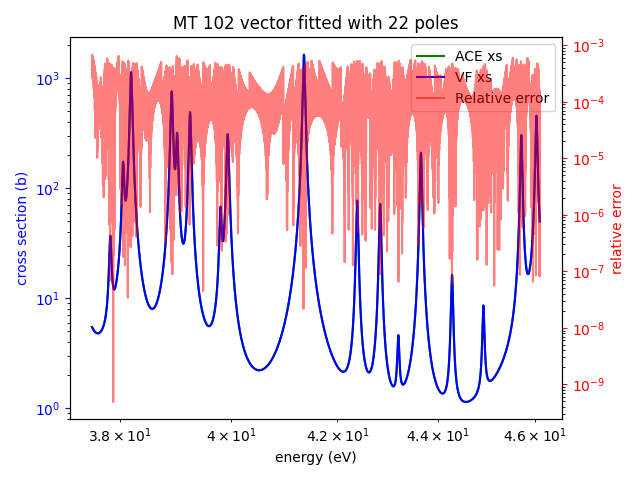 MT 102 vector fitted with 22 poles
ACE xs
VF xs
Relative error
cross section (b)
10³
10²
10¹
10⁰
10⁻³
10⁻⁴
10⁻⁵
10⁻⁶
10⁻⁷
10⁻⁸
10⁻⁹
relative error
3.8 × 10¹ 4 × 10¹ 4.2 × 10¹ 4.4 × 10¹ 4.6 × 10¹
energy (eV)